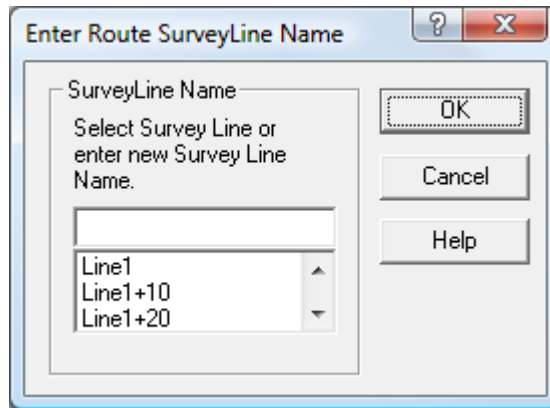 Enter Route SurveyLine Name
?
X
SurveyLine Name
Select Survey Line or
enter new Survey Line
Name.
Line1
Line1+10
Line1+20
OK
Cancel
Help